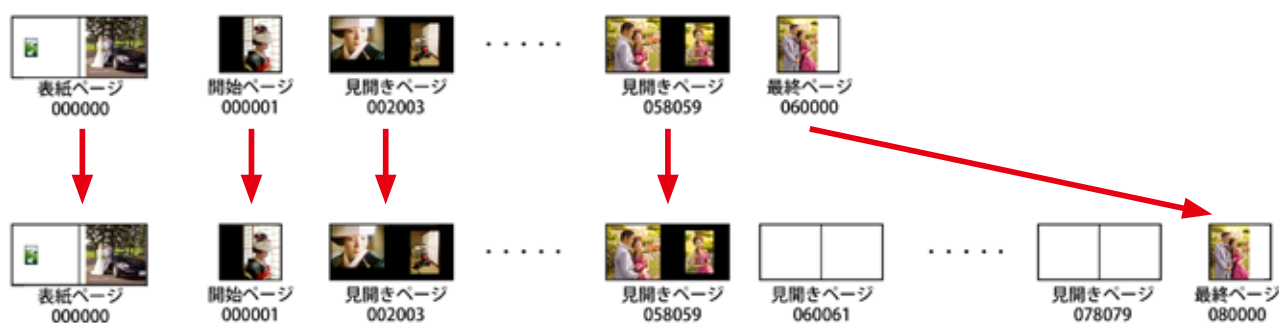 表紙ページ
000000
開始ページ
000001
見開きページ
002003
・・・・・
見開きページ
058059
最終ページ
060000
表紙ページ
000000
開始ページ
000001
見開きページ
002003
・・・・・
見開きページ
058059
見開きページ
060061
・・・・・
見開きページ
078079
最終ページ
080000